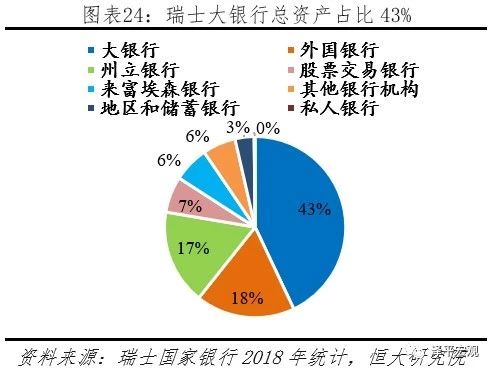 图表24：瑞士大银行总资产占比 43%
大银行 外国银行
州立银行 股票交易银行
来富埃森银行 其他银行机构
地区和储蓄银行 私人银行
3% 0%
6%
6%
7% 43%
17%
18%
泽平宏观
资料来源：瑞士国家银行 2018 年统计，恒大研究院